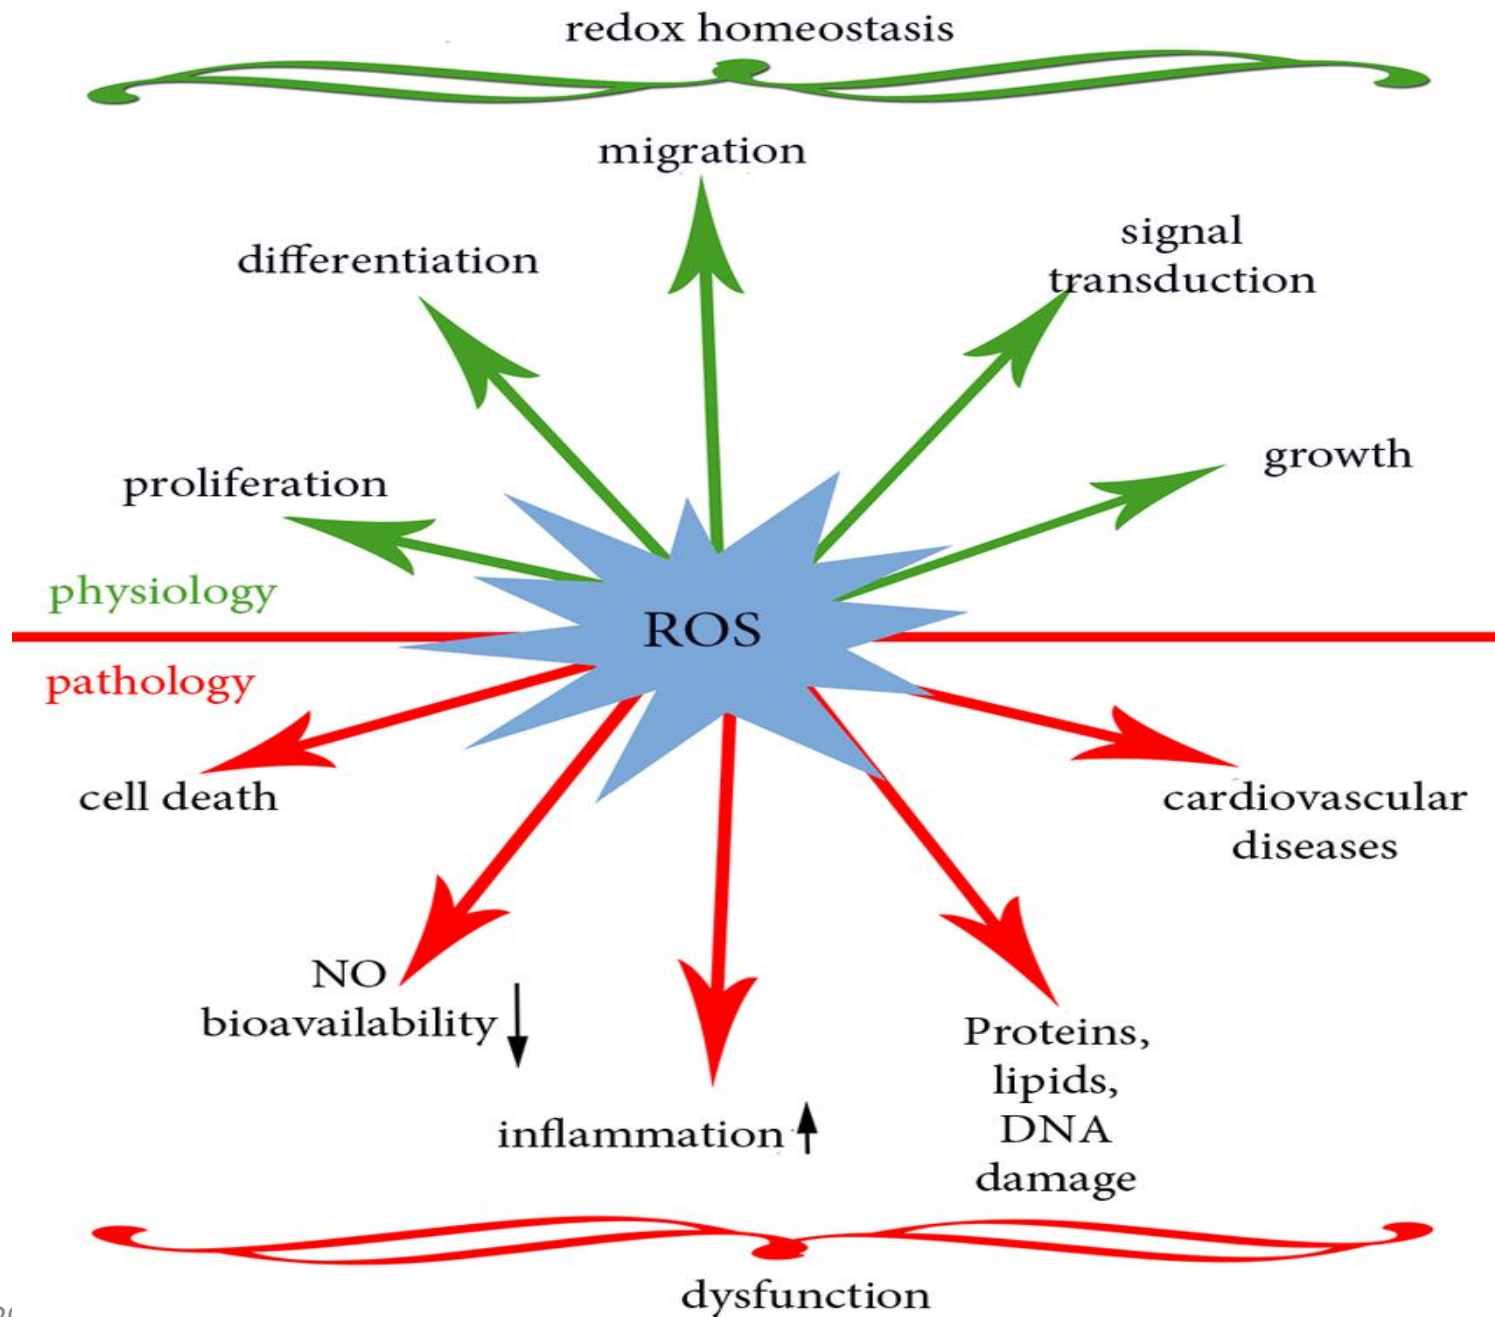 redox homeostasis
migration
signal
transduction
differentiation
growth
proliferation
physiology
ROS
pathology
cell death
cardiovascular
diseases
NO
bioavailability
Proteins,
lipids,
DNA
damage
inflammation
dysfunction